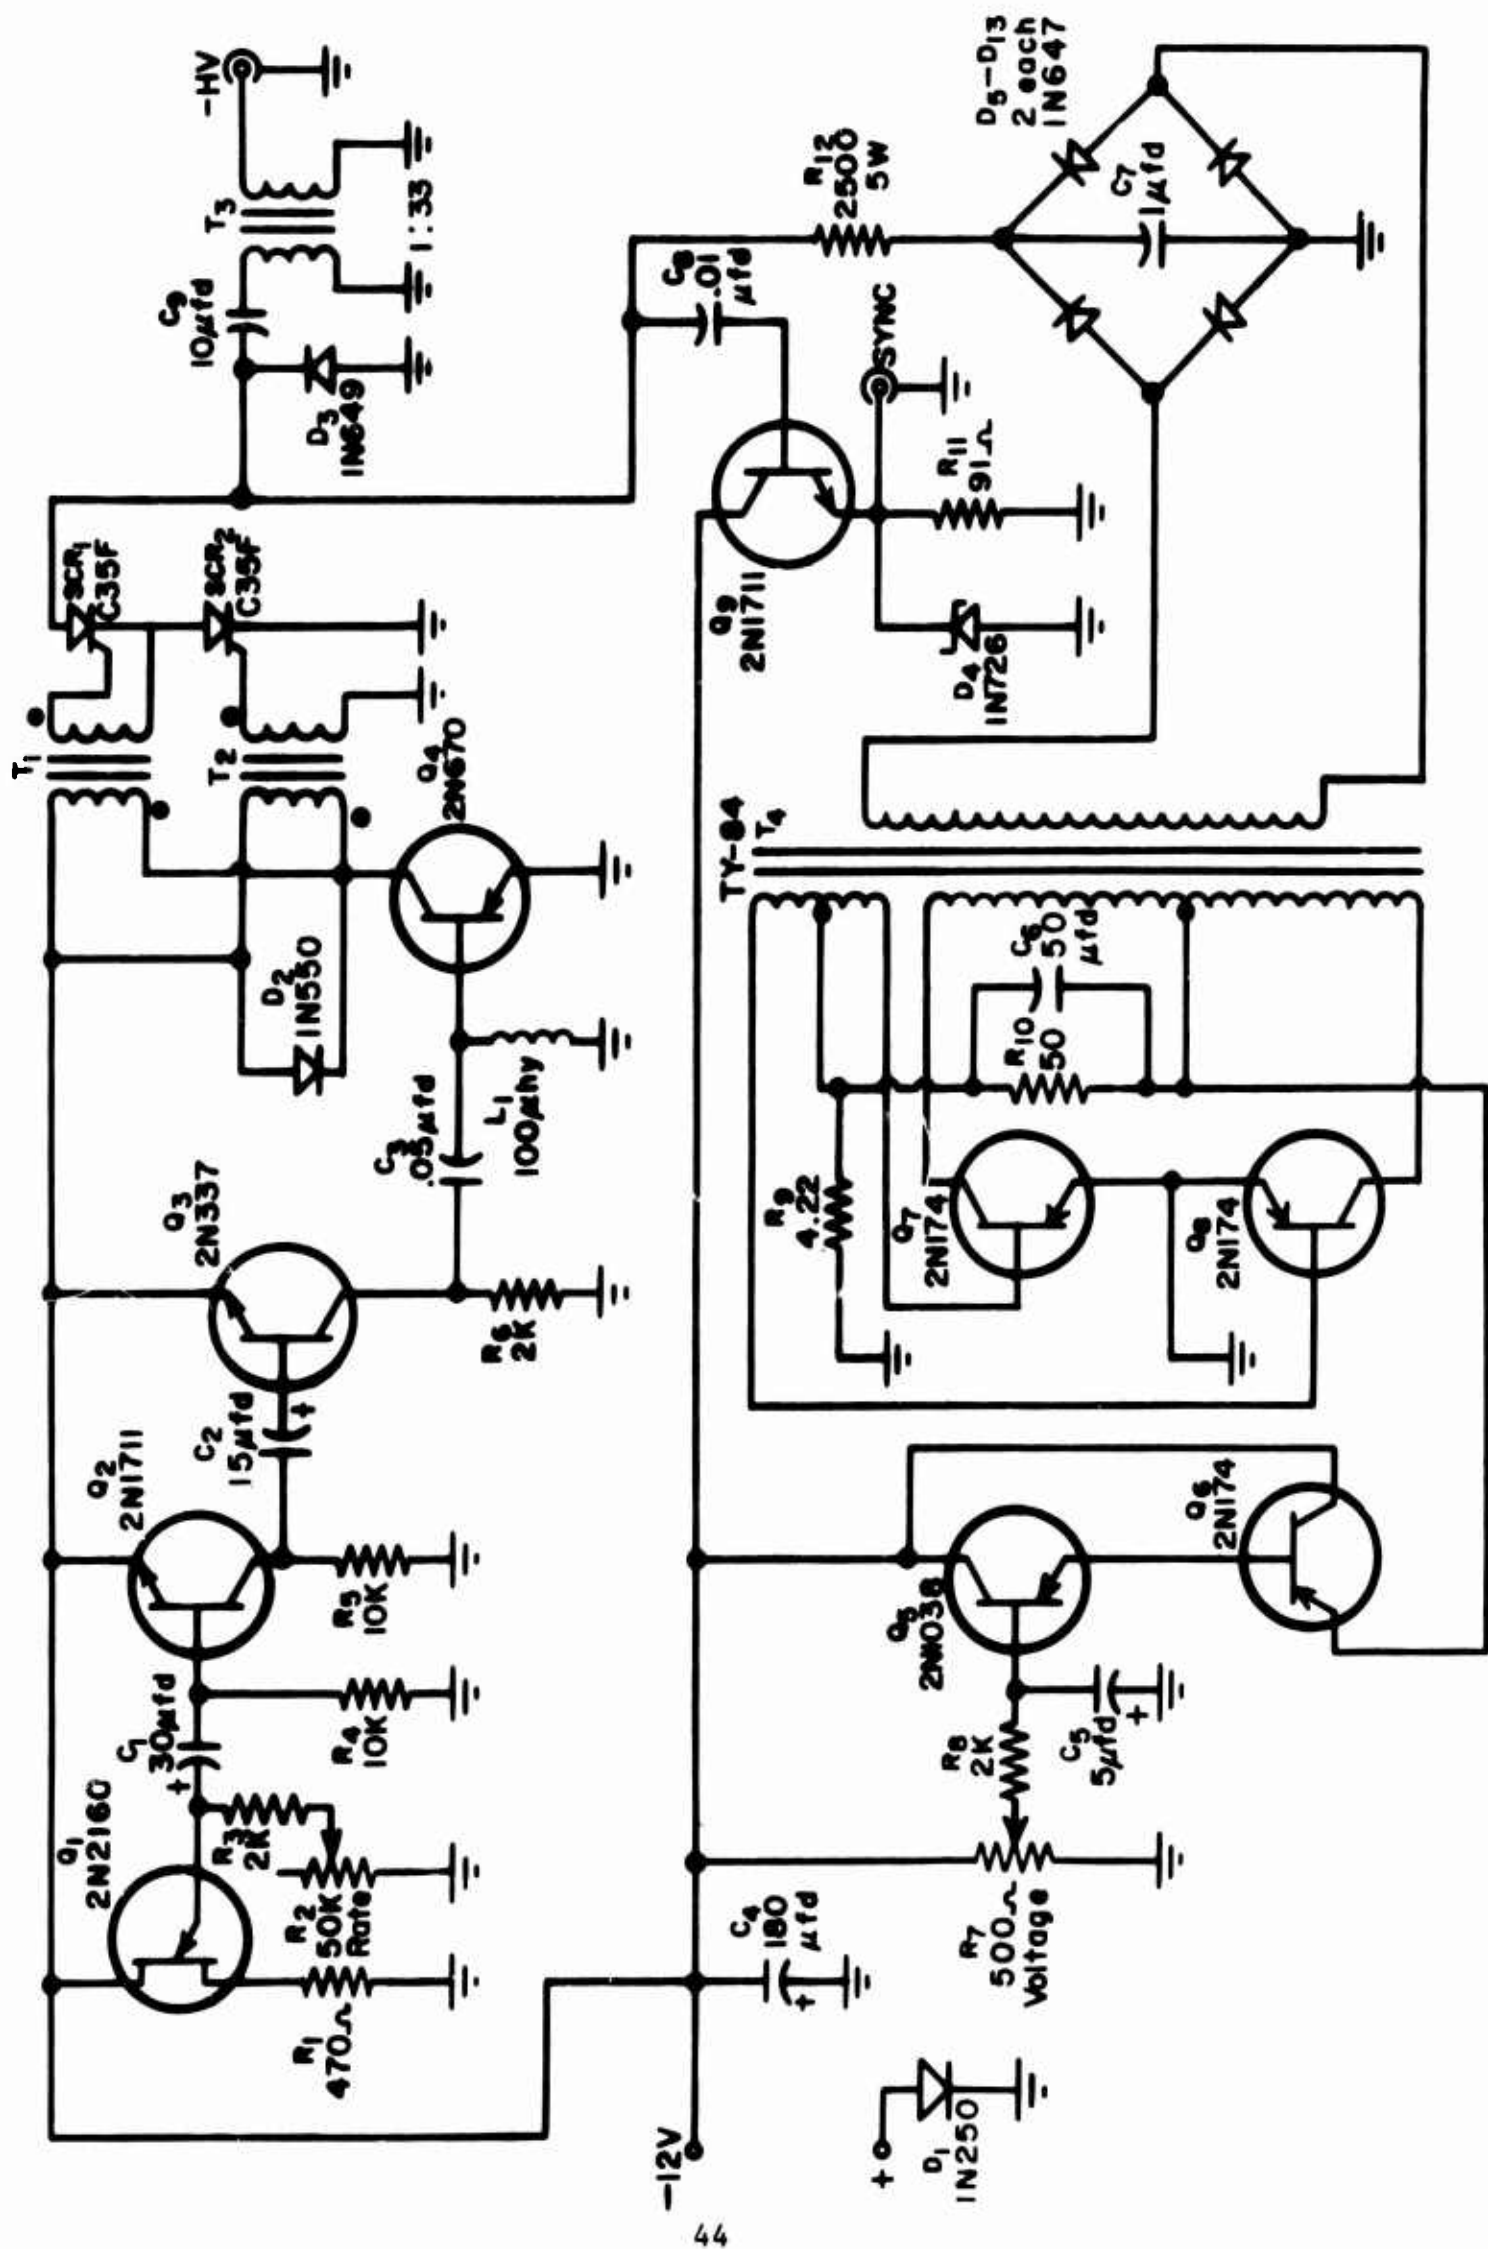 Q1
2N2160
C1
30µfd
+
R3
2K
R2
50K
Rate
R1
470Ω
R4
10K
Q2
2N1711
R5
10K
C2
15µfd
+
Q3
2N337
R6
2K
C3
.05µfd
L1
100µhy
D2
1N550
Q4
2N670
T1
T2
SCR1
C35F
SCR2
C35F
D3
1N649
C9
10µfd
T3
1:33
-HV
-12V
+
D1
1N250
C4
180
µfd
+
R7
500Ω
Voltage
R8
2K
C5
5µfd
+
Q5
2N1038
Q6
2N174
R9
4.22
Q7
2N174
Q8
2N174
R10
50
C6
50
µfd
TY-84
T4
Q9
2N1711
D4
1N726
R11
91Ω
SYNC
C8
.01
µfd
R12
2500
5W
C7
1µfd
D5-D13
2 each
1N647
44